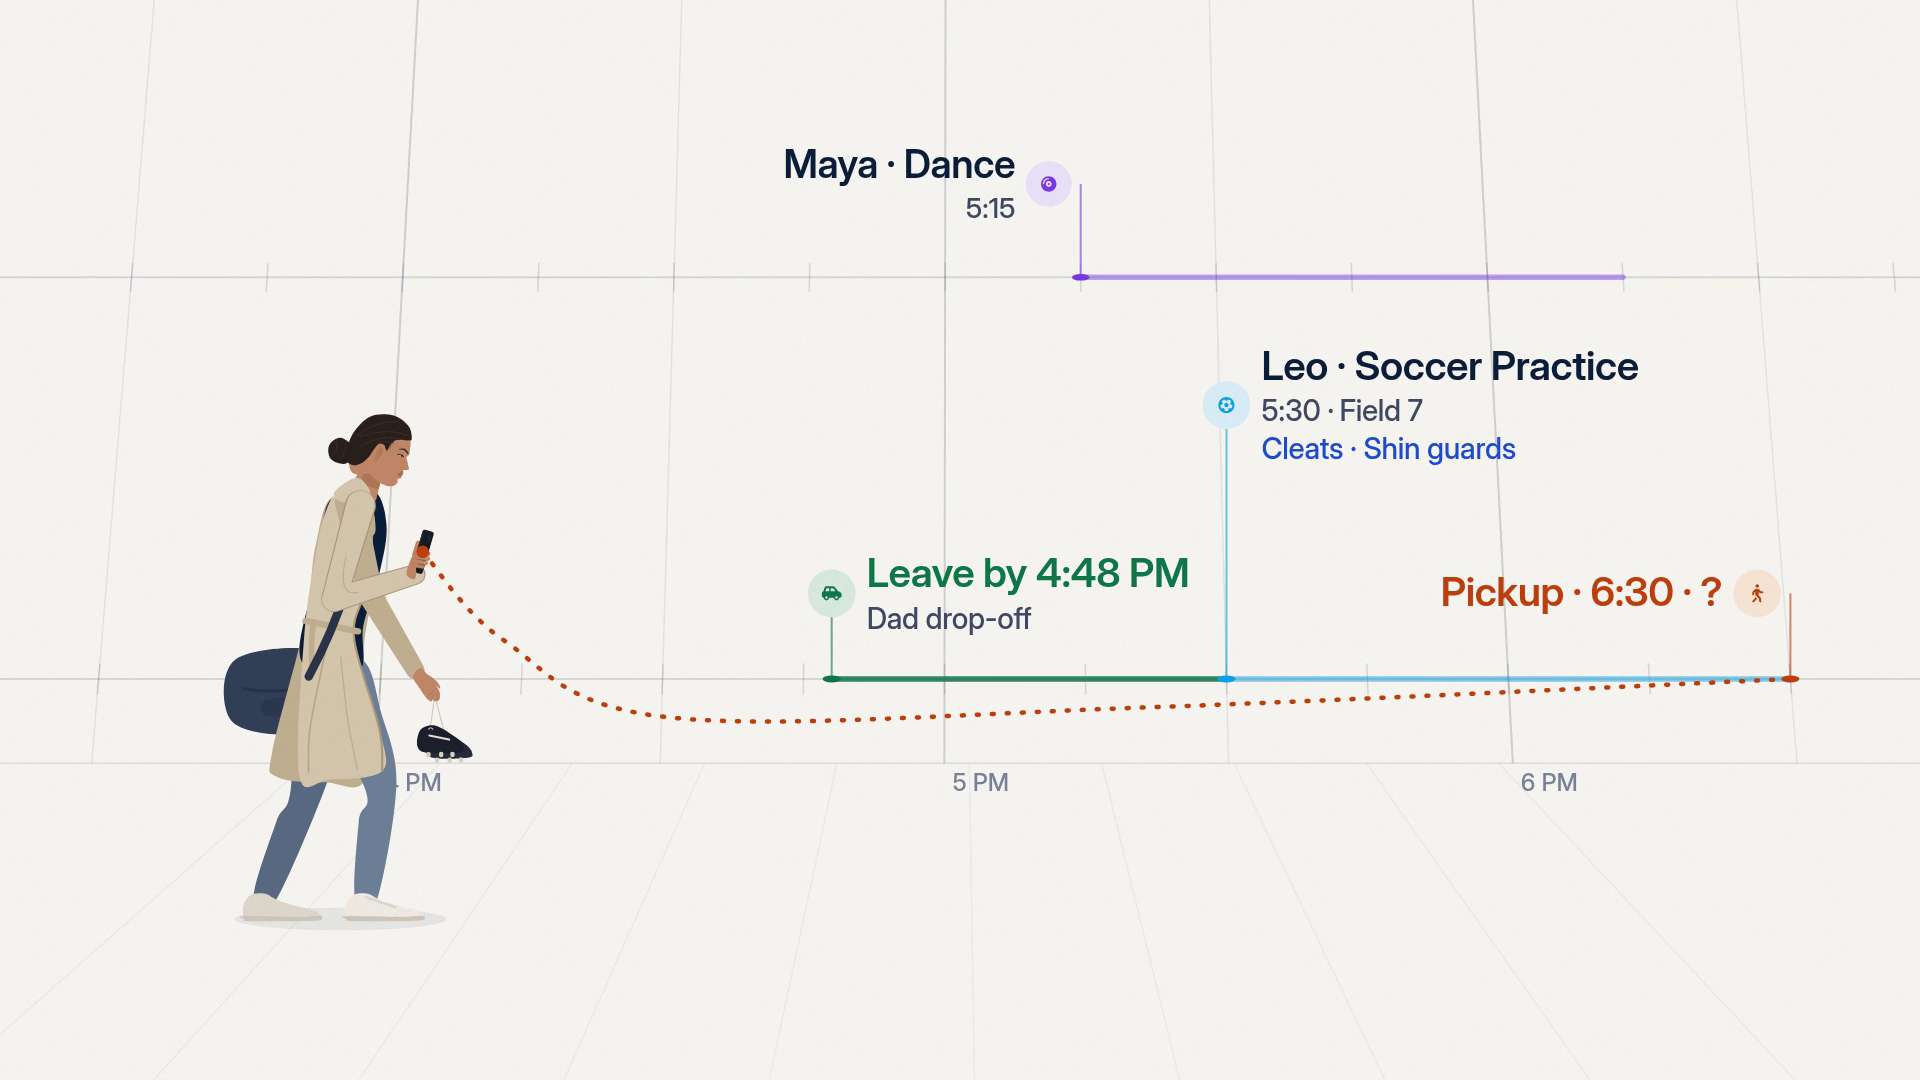 Maya · Dance
5:15
Leo · Soccer Practice
5:30 · Field 7
Cleats · Shin guards
Leave by 4:48 PM
Dad drop-off
Pickup · 6:30 · ?
PM
5 PM
6 PM